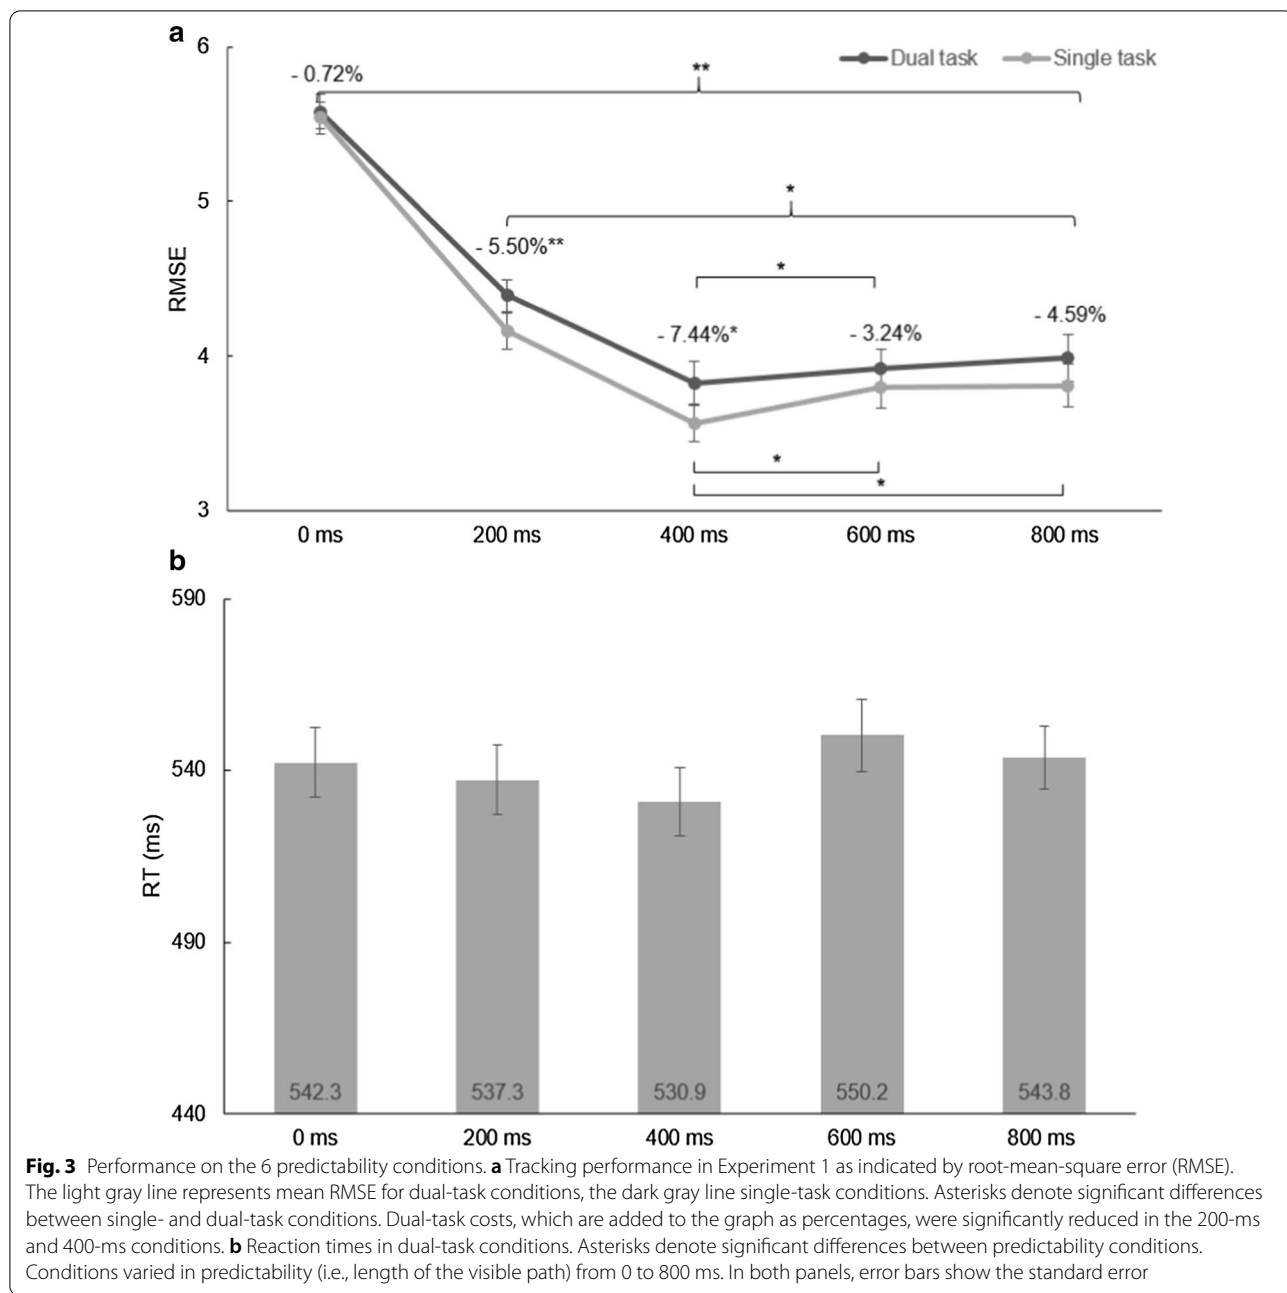 a
6
Dual task
Single task
- 0.72%
**
5
*
- 5.50%**
*
RMSE
- 7.44%*
- 3.24%
- 4.59%
4
*
*
3
0 ms
200 ms
400 ms
600 ms
800 ms
b
590
540
RT (ms)
490
542.3
537.3
530.9
550.2
543.8
440
0 ms
200 ms
400 ms
600 ms
800 ms
Fig. 3 Performance on the 6 predictability conditions. a Tracking performance in Experiment 1 as indicated by root-mean-square error (RMSE).
The light gray line represents mean RMSE for dual-task conditions, the dark gray line single-task conditions. Asterisks denote significant differences
between single- and dual-task conditions. Dual-task costs, which are added to the graph as percentages, were significantly reduced in the 200-ms
and 400-ms conditions. b Reaction times in dual-task conditions. Asterisks denote significant differences between predictability conditions.
Conditions varied in predictability (i.e., length of the visible path) from 0 to 800 ms. In both panels, error bars show the standard error